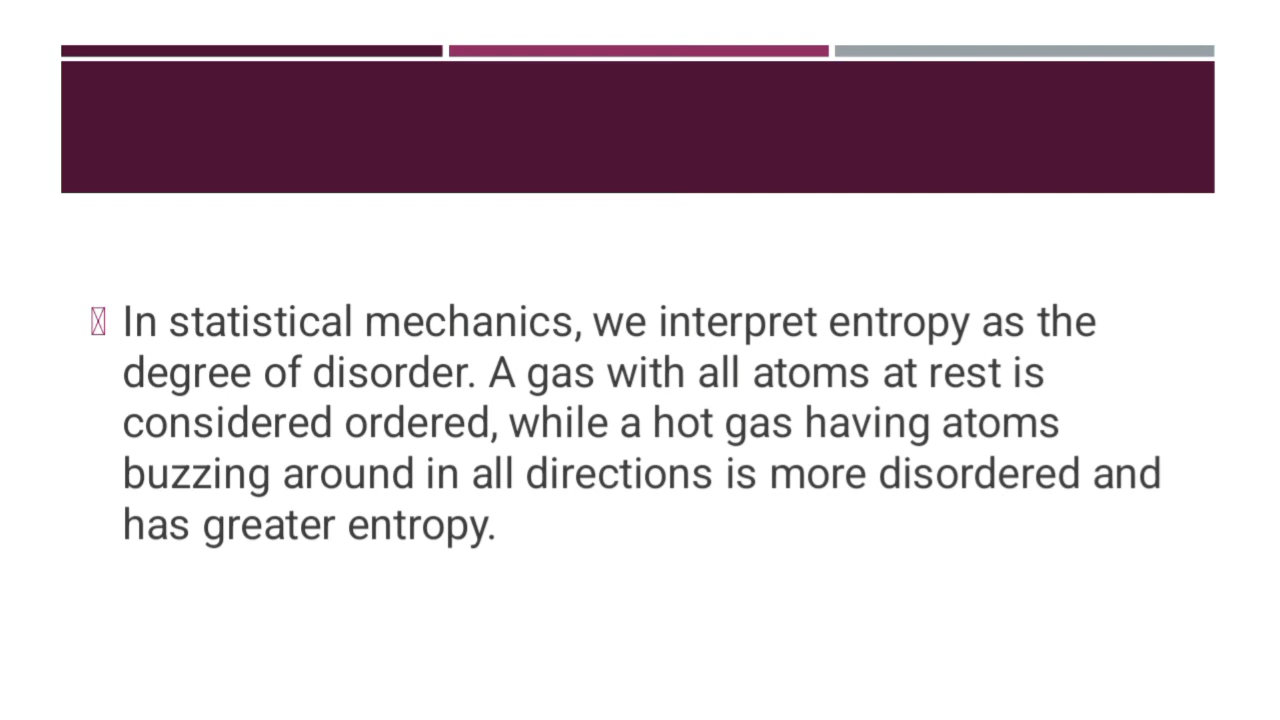 In statistical mechanics, we interpret entropy as the
degree of disorder. A gas with all atoms at rest is
considered ordered, while a hot gas having atoms
buzzing around in all directions is more disordered and
has greater entropy.